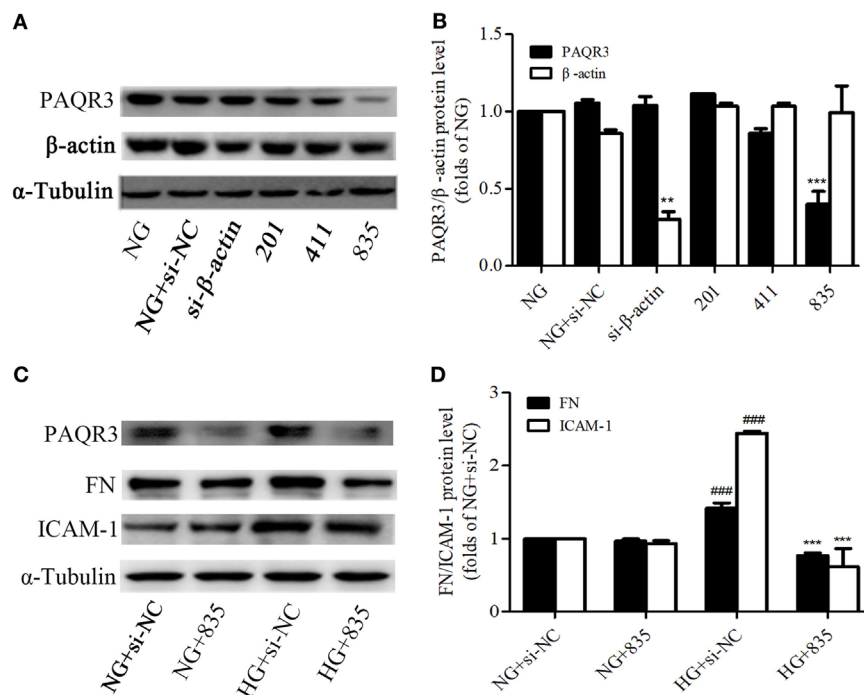 A
PAQR3
β-actin
α-Tubulin
NG
NG+si-NC
si-β-actin
201
411
835
B
PAQR3
β -actin
PAQR3/β -actin protein level
(folds of NG)
1.5
1.0
0.5
0.0
**
***
NG
NG+si-NC
si-β-actin
201
411
835
C
PAQR3
FN
ICAM-1
α-Tubulin
NG+si-NC
NG+835
HG+si-NC
HG+835
D
FN
ICAM-1
FN/ICAM-1 protein level
(folds of NG+si-NC)
3
2
1
0
###
###
***
***
NG+si-NC
NG+835
HG+si-NC
HG+835